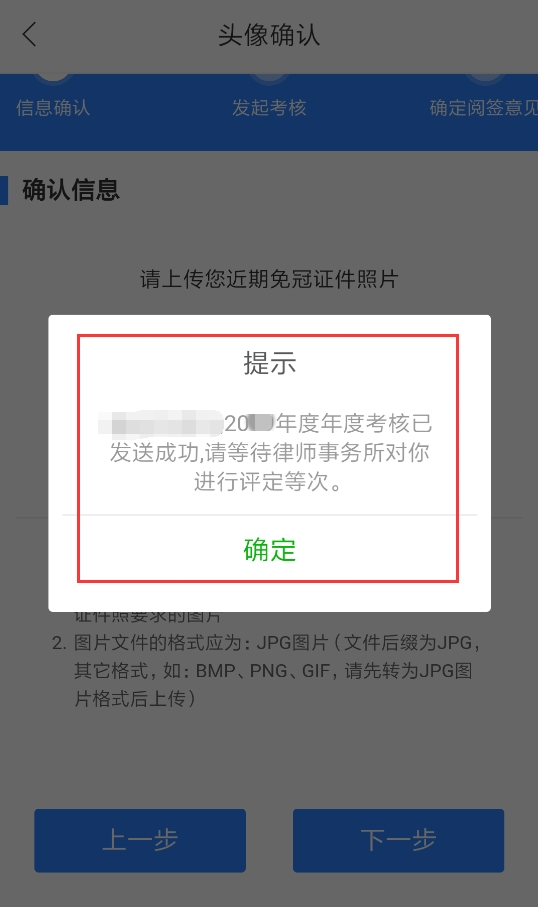 头像确认
信息确认
发起考核
确定阅签意见
确认信息
请上传您近期免冠证件照片
提示
20 年度年度考核已
发送成功,请等待律师事务所对你
进行评定等次。
确定
证件照要求的图片
2. 图片文件的格式应为：JPG图片（文件后缀为JPG，
其它格式，如：BMP、PNG、GIF，请先转为JPG图
片格式后上传）
上一步
下一步